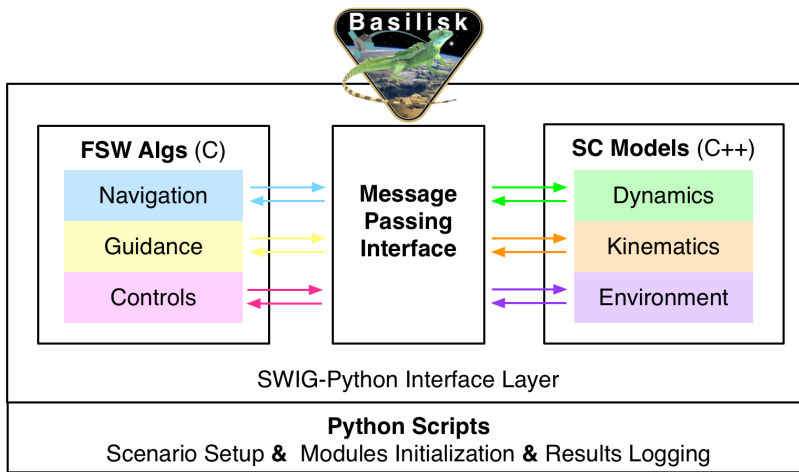 Basilisk
FSW Algs (C)
Navigation
Guidance
Controls
Message
Passing
Interface
SC Models (C++)
Dynamics
Kinematics
Environment
SWIG-Python Interface Layer
Python Scripts
Scenario Setup & Modules Initialization & Results Logging